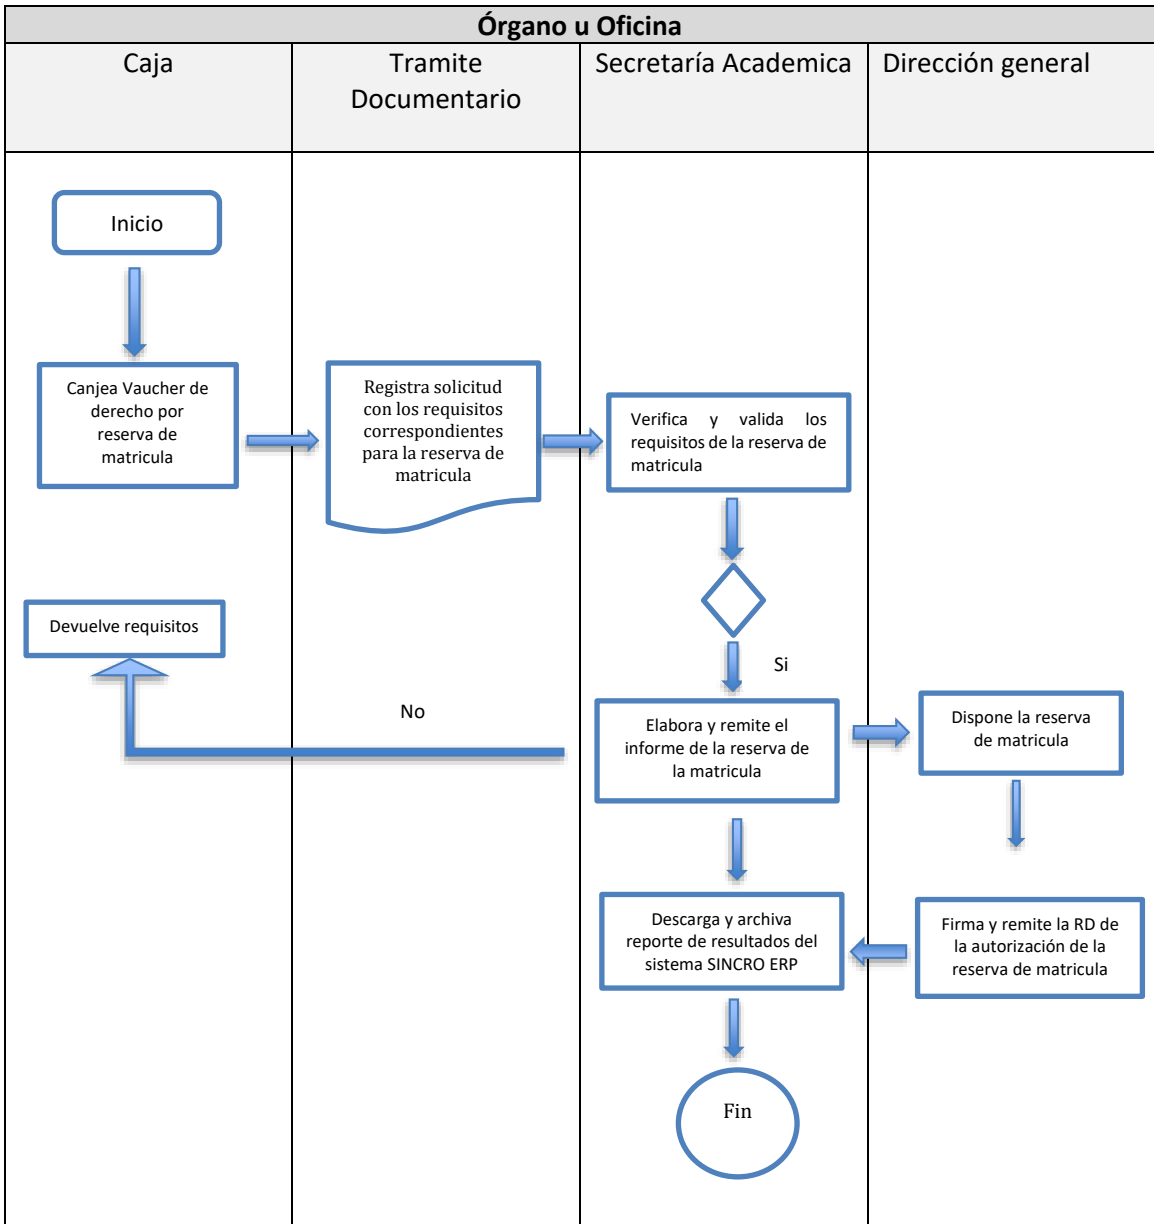 Órgano u Oficina
Caja
Tramite
Documentario
Secretaría Academica
Dirección general
Inicio
Canjea Vaucher de
derecho por
reserva de
matricula
Registra solicitud
con los requisitos
correspondientes
para la reserva de
matricula
Verifica y valida los
requisitos de la reserva de
matricula
Devuelve requisitos
Si
No
Elabora y remite el
informe de la reserva de
la matricula
Dispone la reserva
de matricula
Descarga y archiva
reporte de resultados del
sistema SINCRO ERP
Firma y remite la RD de
la autorización de la
reserva de matricula
Fin